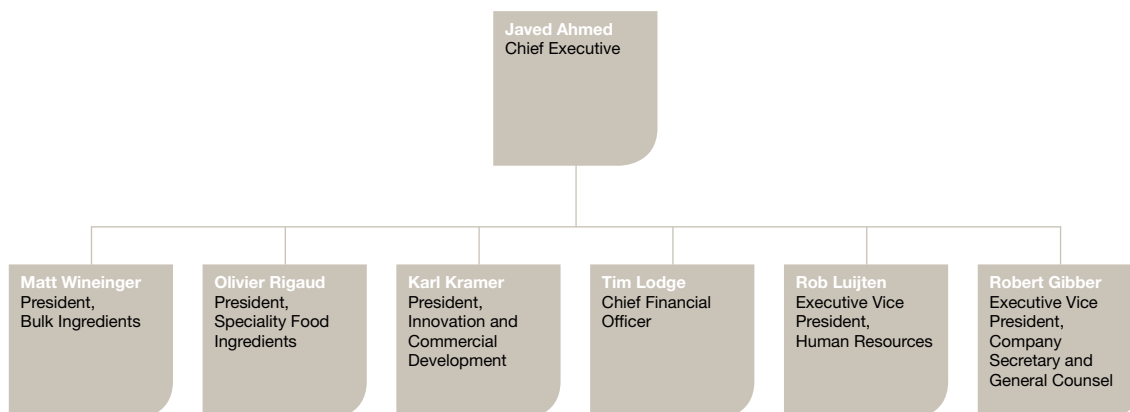 Javed Ahmed
Chief Executive
Matt Wineinger
President,
Bulk Ingredients
Olivier Rigaud
President,
Speciality Food
Ingredients
Karl Kramer
President,
Innovation and
Commercial
Development
Tim Lodge
Chief Financial
Officer
Rob Luijten
Executive Vice
President,
Human Resources
Robert Gibber
Executive Vice
President,
Company
Secretary and
General Counsel